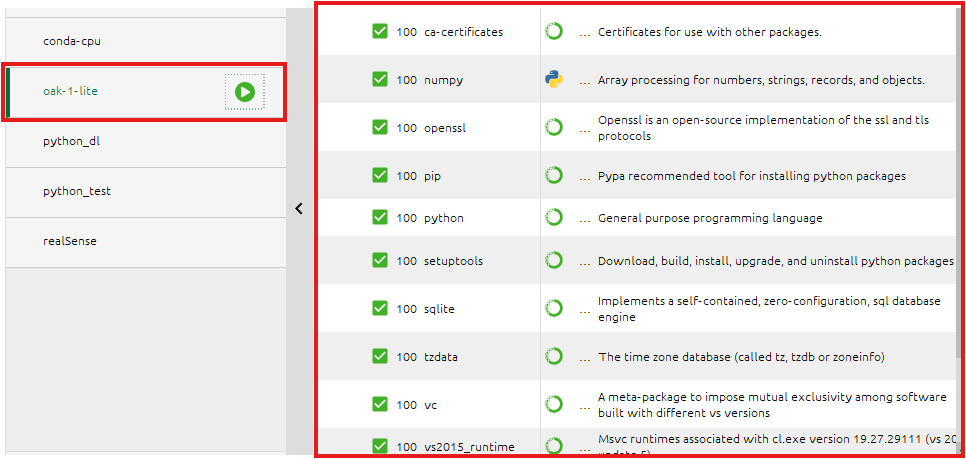 conda-cpu
oak-1-lite
python_dl
python_test
realSense
100 ca-certificates ... Certificates for use with other packages.
100 numpy ... Array processing for numbers, strings, records, and objects.
100 openssl ... Openssl is an open-source implementation of the ssl and tls
protocols
100 pip ... Pypa recommended tool for installing python packages
100 python ... General purpose programming language
100 setuptools ... Download, build, install, upgrade, and uninstall python packages
100 sqlite ... Implements a self-contained, zero-configuration, sql database
engine
100 tzdata ... The time zone database (called tz, tzdb or zoneinfo)
100 vc ... A meta-package to impose mutual exclusivity among software
built with different vs versions
100 vs2015_runtime ... Msvc runtimes associated with cl.exe version 19.27.29111 (vs 20